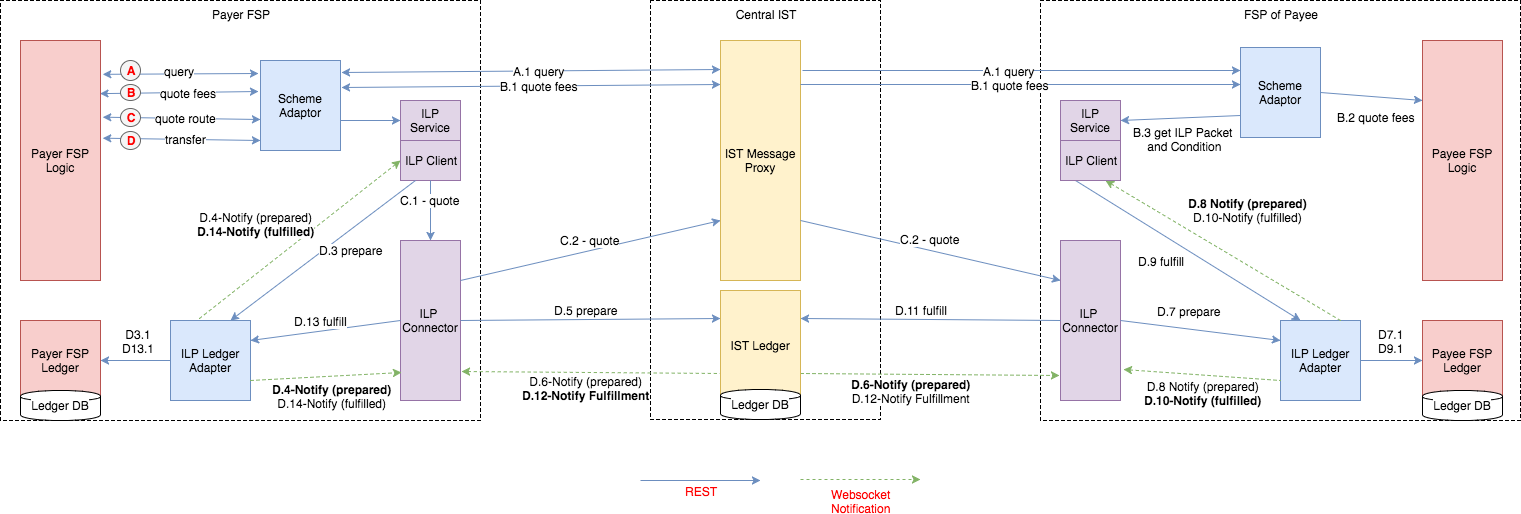 Payer FSP
Central IST
FSP of Payee
A
query
B
quote fees
C
quote route
D
transfer
Payer FSP
Logic
Scheme
Adaptor
ILP
Service
ILP Client
A.1 query
B.1 quote fees
IST Message
Proxy
A.1 query
B.1 quote fees
Scheme
Adaptor
B.2 quote fees
ILP
Service
ILP Client
B.3 get ILP Packet
and Condition
Payee FSP
Logic
D.4-Notify (prepared)
D.14-Notify (fulfilled)
C.1 - quote
D.3 prepare
C.2 - quote
C.2 - quote
D.8 Notify (prepared)
D.10-Notify (fulfilled)
D.9 fulfill
Payer FSP
Ledger
Ledger DB
D3.1
D13.1
ILP Ledger
Adapter
D.13 fulfill
ILP
Connector
D.5 prepare
IST Ledger
Ledger DB
D.11 fulfill
ILP
Connector
D.7 prepare
ILP Ledger
Adapter
D7.1
D9.1
Payee FSP
Ledger
Ledger DB
D.4-Notify (prepared)
D.14-Notify (fulfilled)
D.6-Notify (prepared)
D.12-Notify Fulfillment
D.6-Notify (prepared)
D.12-Notify Fulfillment
D.8 Notify (prepared)
D.10-Notify (fulfilled)
REST
Websocket
Notification